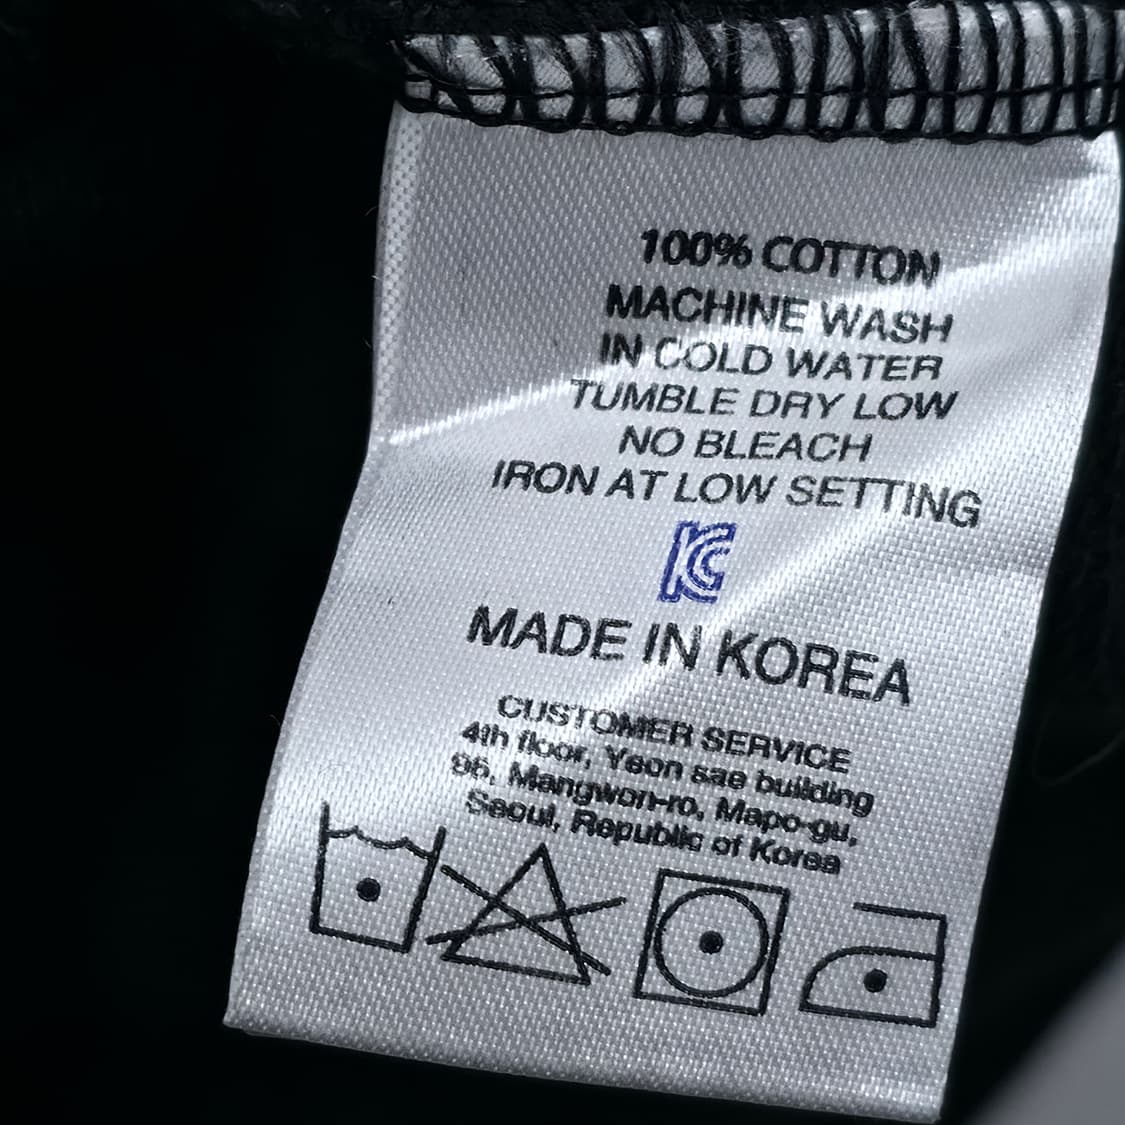 100% COTTON
MACHINE WASH
IN COLD WATER
TUMBLE DRY LOW
NO BLEACH
IRON AT LOW SETTING
KC
MADE IN KOREA
CUSTOMER SERVICE
4th floor, Yeon sae building
96, Mangwon-ro, Mapo-gu,
Seoul, Republic of Korea